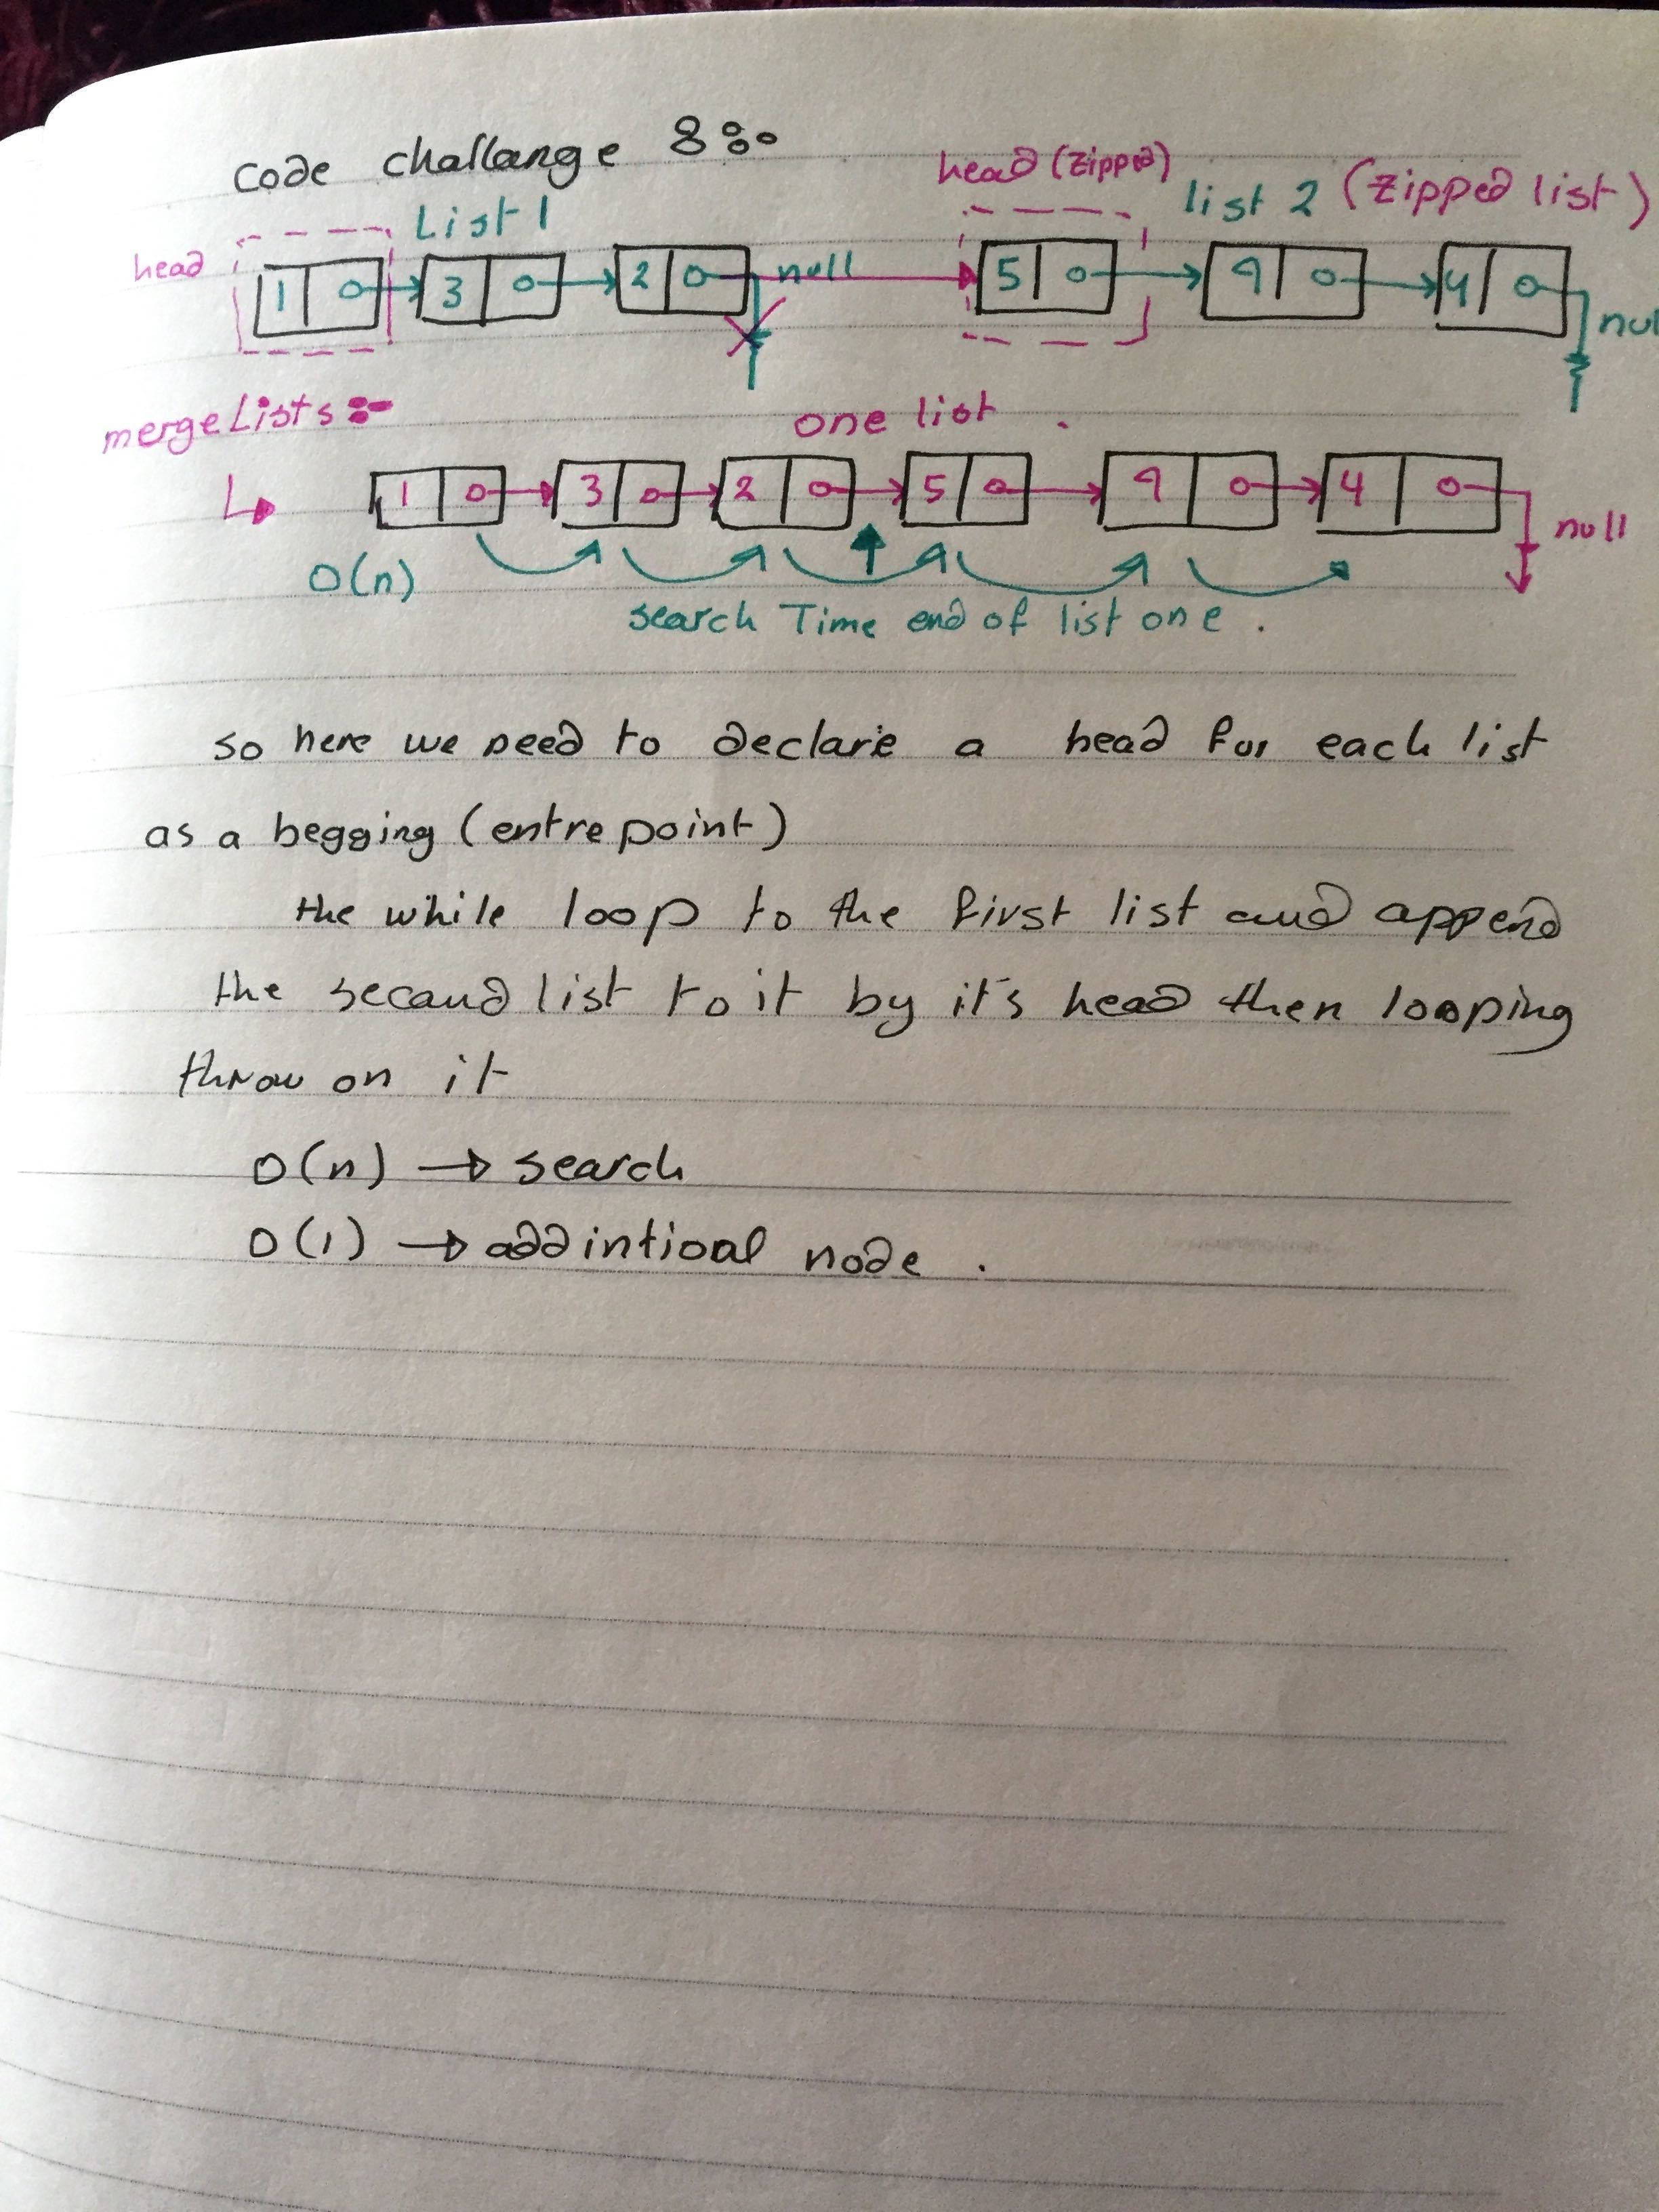 code challange 8
head (zipped)
List 1
list 2 (zipped list)
head
1 3 2 null 5 9 4 nul
mergeLists :-
one list .
1 3 2 5 9 4
null
O(n)
search Time end of list one .
so here we need to declare a head for each list
as a begging (entre point)
the while loop to the first list and append
the secand list to it by it's head then looping
throw on it
O(n) → search
O(1) → add intioal node .